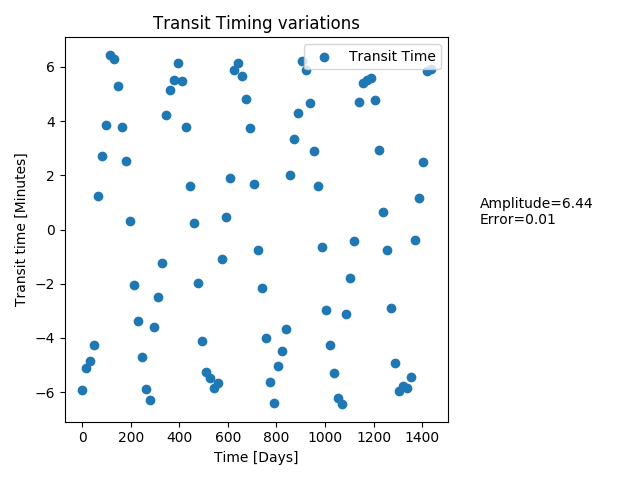 Transit Timing variations
Transit Time
Transit time [Minutes]
6
4
2
0
−2
−4
−6
0 200 400 600 800 1000 1200 1400
Time [Days]
Amplitude=6.44
Error=0.01